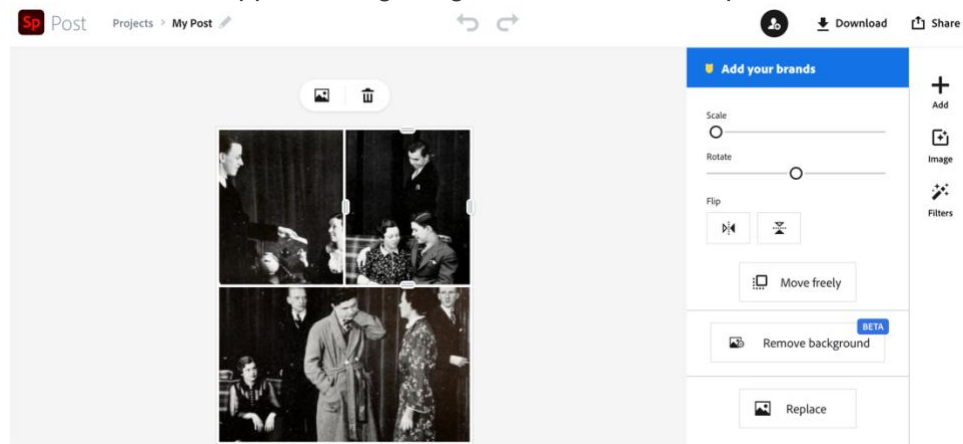 Sp Post Projects > My Post Download Share
Add your brands
Scale
Add
Rotate
Image
Flip
Filters
Move freely
BETA
Remove background
Replace